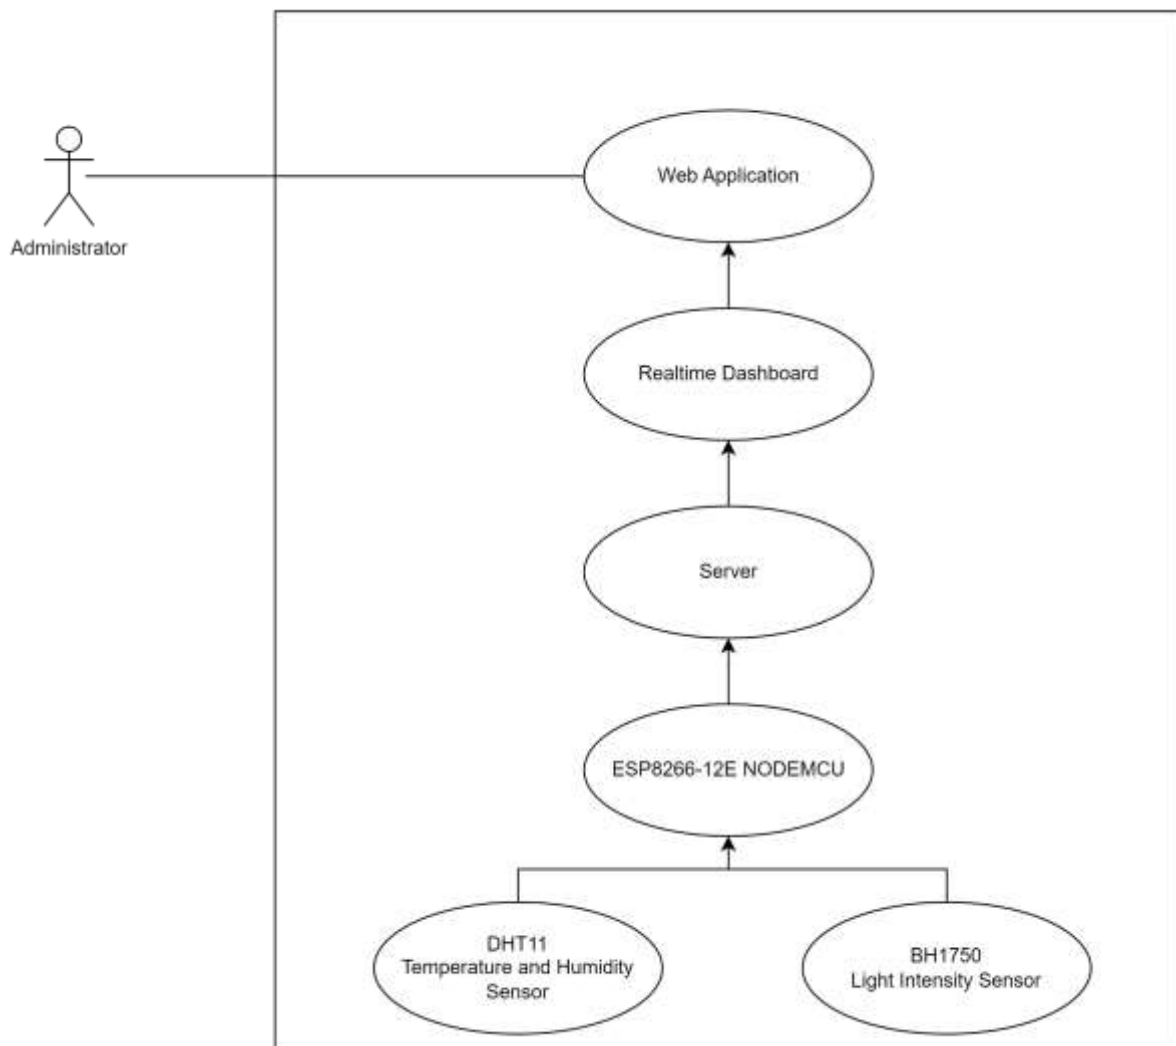 Web Application
Administrator
Realtime Dashboard
Server
ESP8266-12E NODEMCU
DHT11
Temperature and Humidity
Sensor
BH1750
Light Intensity Sensor